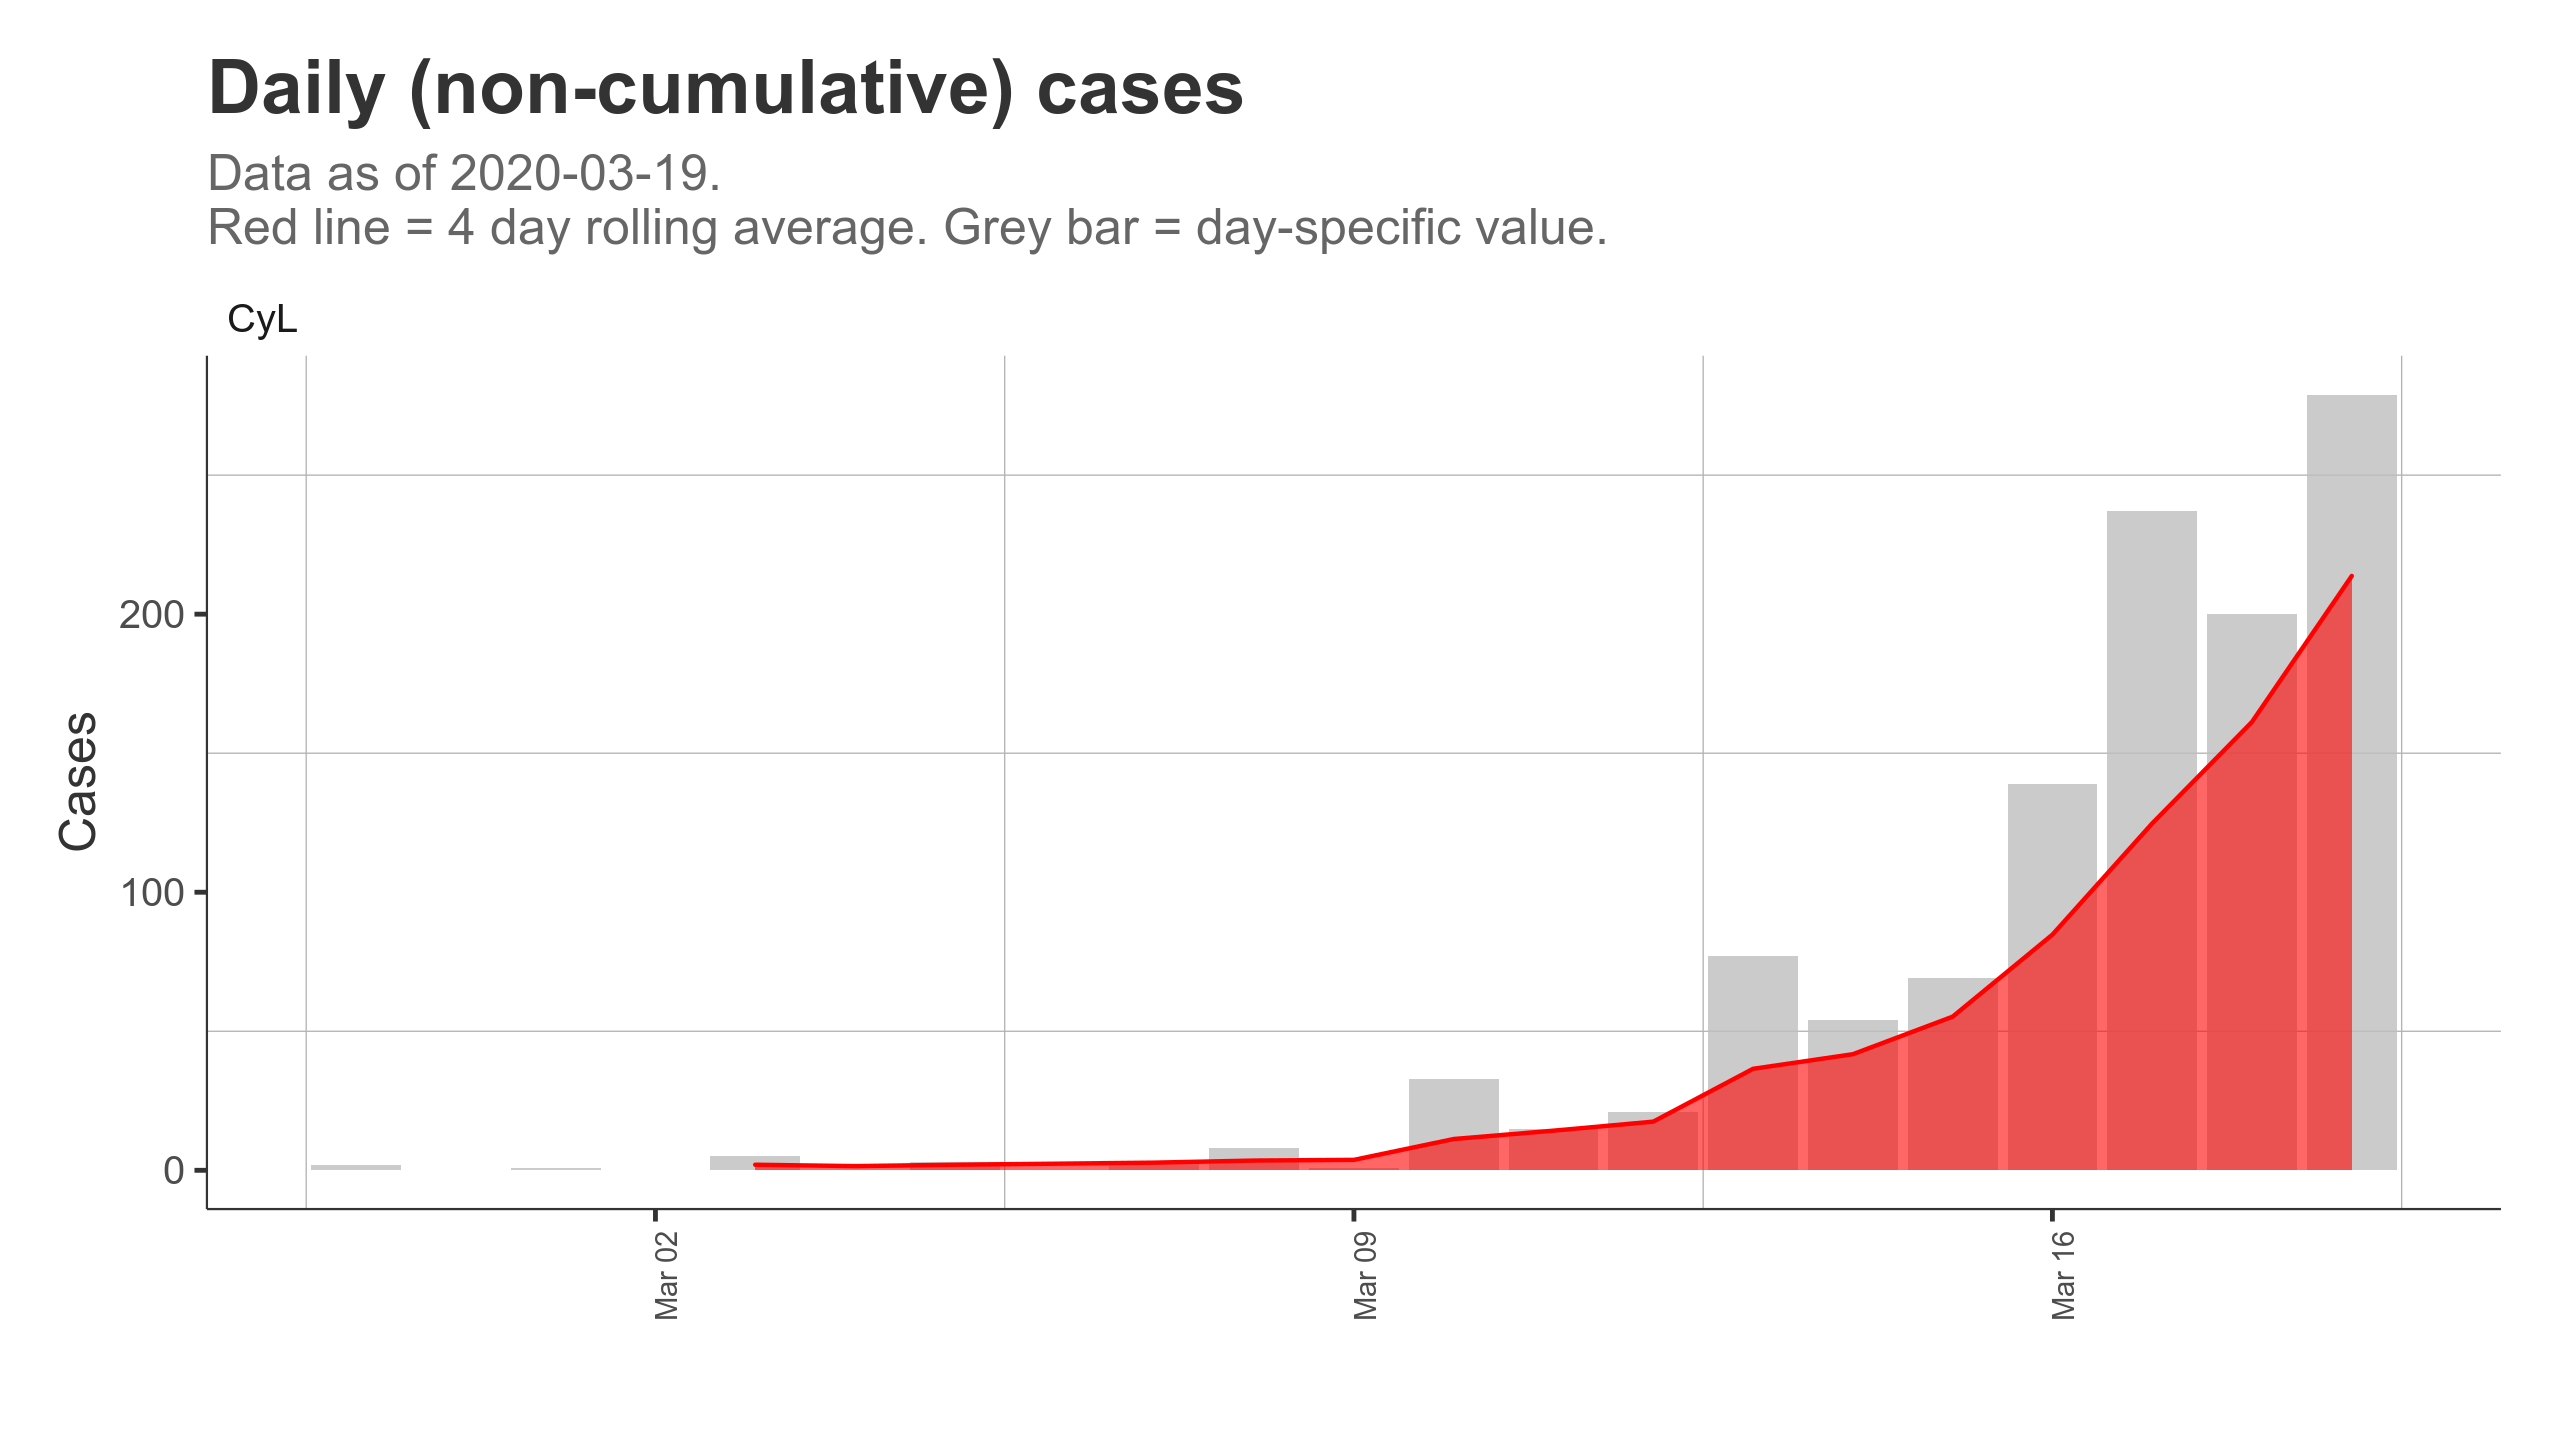 Daily (non-cumulative) cases
Data as of 2020-03-19.
Red line = 4 day rolling average. Grey bar = day-specific value.
CyL
Cases
200
100
0
Mar 02
Mar 09
Mar 16